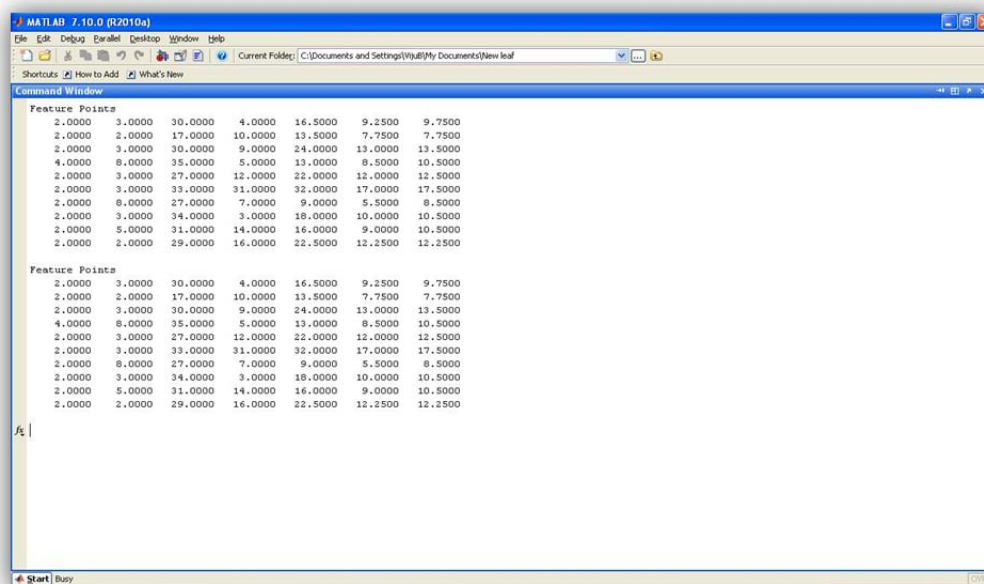 MATLAB 7.10.0 (R2010a)
File Edit Debug Parallel Desktop Window Help
Current Folder: C:\Documents and Settings\VijuB\My Documents\New leaf
Shortcuts How to Add What's New
Command Window
Feature Points
2.0000 3.0000 30.0000 4.0000 16.5000 9.2500 9.7500
2.0000 2.0000 17.0000 10.0000 13.5000 7.7500 7.7500
2.0000 3.0000 30.0000 9.0000 24.0000 13.0000 13.5000
4.0000 8.0000 35.0000 5.0000 13.0000 8.5000 10.5000
2.0000 3.0000 27.0000 12.0000 22.0000 12.0000 12.5000
2.0000 3.0000 33.0000 31.0000 32.0000 17.0000 17.5000
2.0000 8.0000 27.0000 7.0000 9.0000 5.5000 8.5000
2.0000 3.0000 34.0000 3.0000 18.0000 10.0000 10.5000
2.0000 5.0000 31.0000 14.0000 16.0000 9.0000 10.5000
2.0000 2.0000 29.0000 16.0000 22.5000 12.2500 12.2500
Feature Points
2.0000 3.0000 30.0000 4.0000 16.5000 9.2500 9.7500
2.0000 2.0000 17.0000 10.0000 13.5000 7.7500 7.7500
2.0000 3.0000 30.0000 9.0000 24.0000 13.0000 13.5000
4.0000 8.0000 35.0000 5.0000 13.0000 8.5000 10.5000
2.0000 3.0000 27.0000 12.0000 22.0000 12.0000 12.5000
2.0000 3.0000 33.0000 31.0000 32.0000 17.0000 17.5000
2.0000 8.0000 27.0000 7.0000 9.0000 5.5000 8.5000
2.0000 3.0000 34.0000 3.0000 18.0000 10.0000 10.5000
2.0000 5.0000 31.0000 14.0000 16.0000 9.0000 10.5000
2.0000 2.0000 29.0000 16.0000 22.5000 12.2500 12.2500
fx
Start Busy